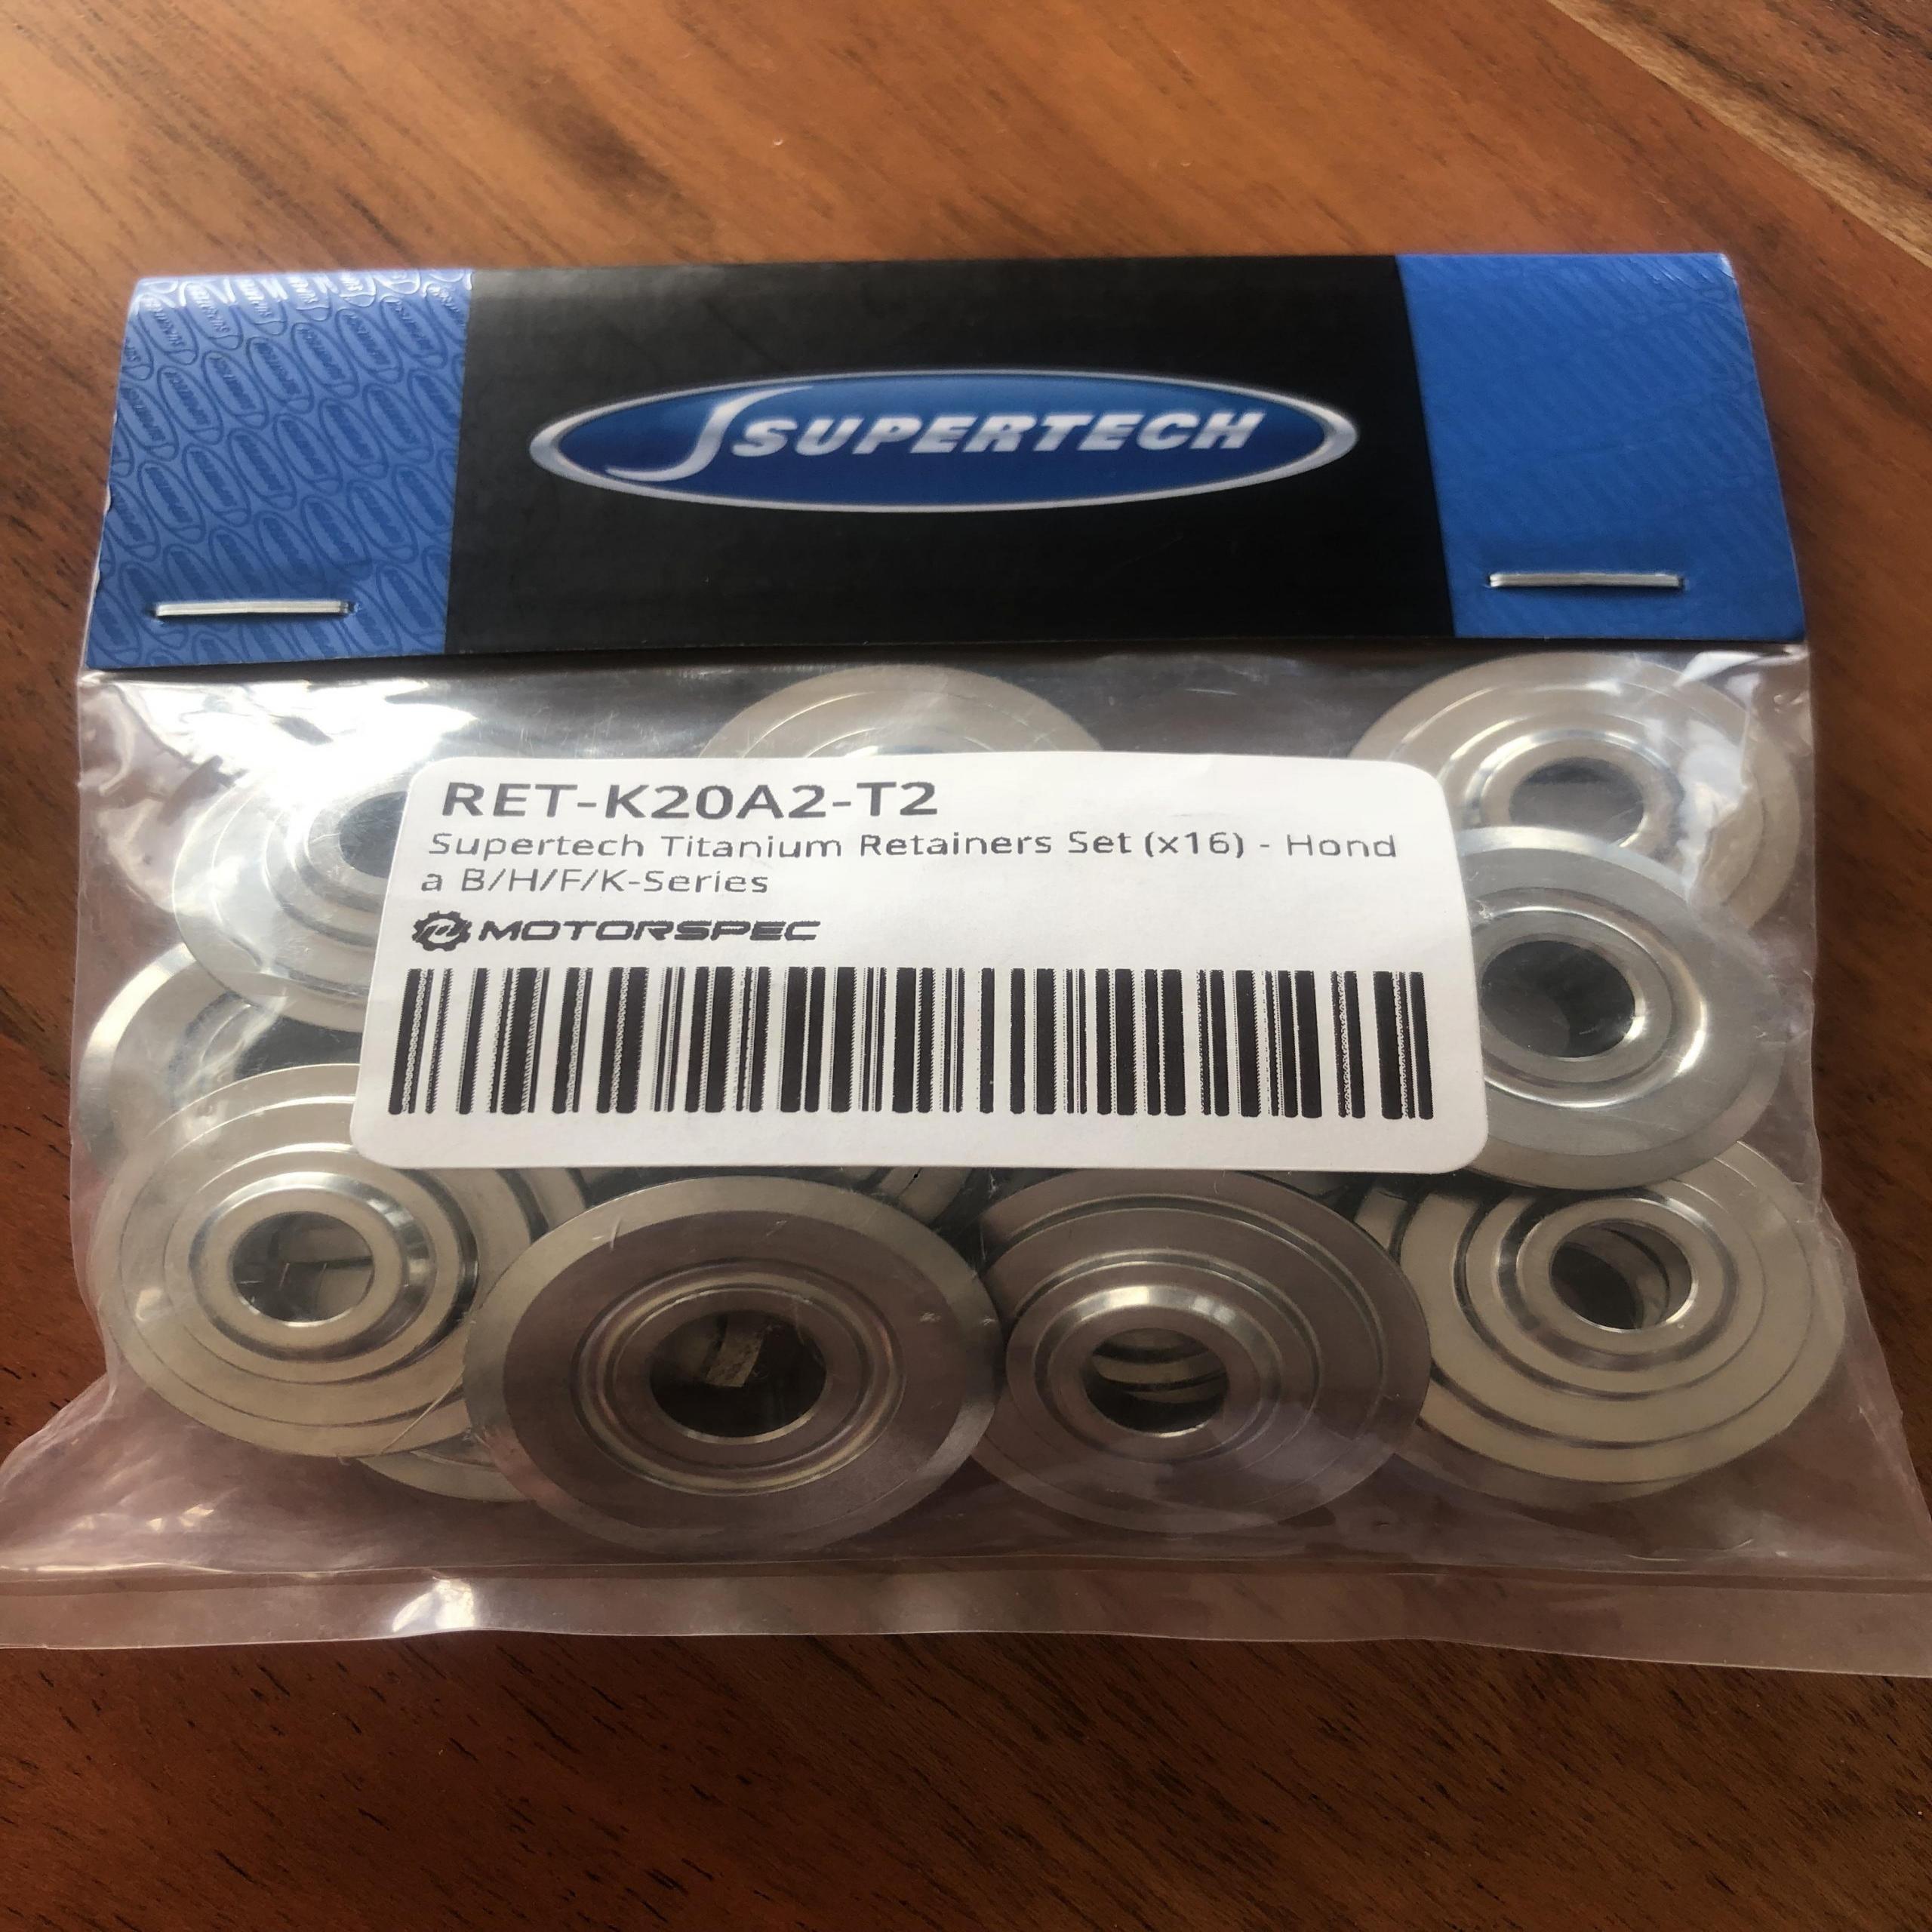 SUPERTECH
RET-K20A2-T2
Supertech Titanium Retainers Set (x16) - Hond
a B/H/F/K-Series
MOTORSPEC